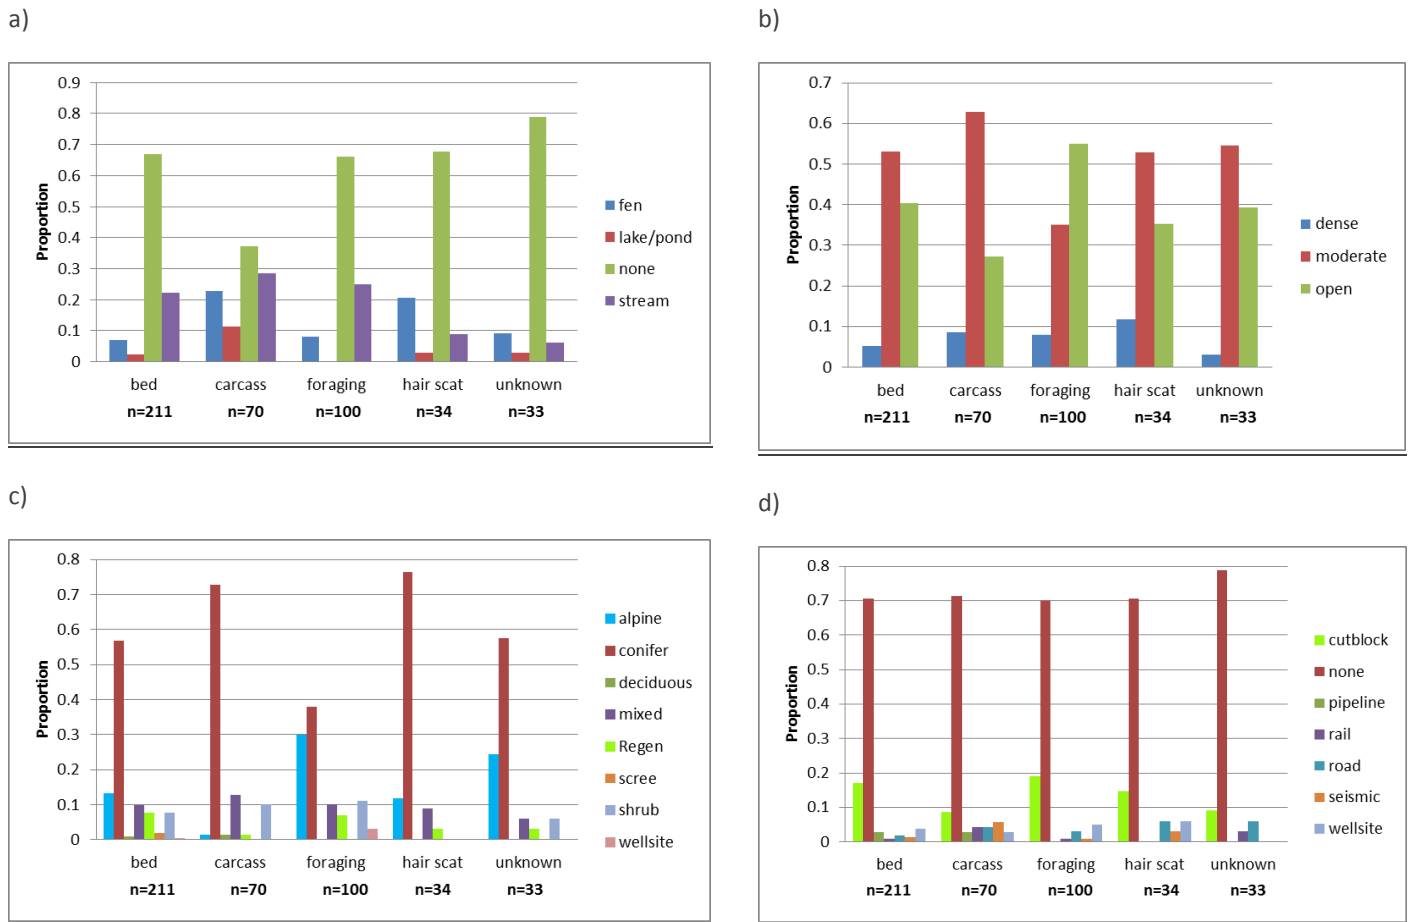 a)
0.9
0.8
0.7
0.6
0.5
0.4
0.3
0.2
0.1
0
Proportion
bed carcass foraging hair scat unknown
n=211 n=70 n=100 n=34 n=33
fen
lake/pond
none
stream
b)
0.7
0.6
0.5
0.4
0.3
0.2
0.1
0
Proportion
bed carcass foraging hair scat unknown
n=211 n=70 n=100 n=34 n=33
dense
moderate
open
c)
0.8
0.7
0.6
0.5
0.4
0.3
0.2
0.1
0
Proportion
bed carcass foraging hair scat unknown
n=211 n=70 n=100 n=34 n=33
alpine
conifer
deciduous
mixed
Regen
scree
shrub
wellsite
d)
0.8
0.7
0.6
0.5
0.4
0.3
0.2
0.1
0
Proportion
bed carcass foraging hair scat unknown
n=211 n=70 n=100 n=34 n=33
cutblock
none
pipeline
rail
road
seismic
wellsite